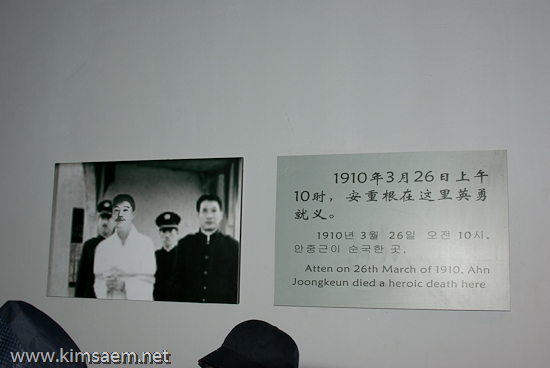 1910年3月26日上午
10时，安重根在这里英勇
就义。
1910년 3월 26일 오전 10시,
안중근이 순국한 곳.
Atten on 26th March of 1910, Ahn
Joongkeun died a heroic death here
www.kimsaem.net